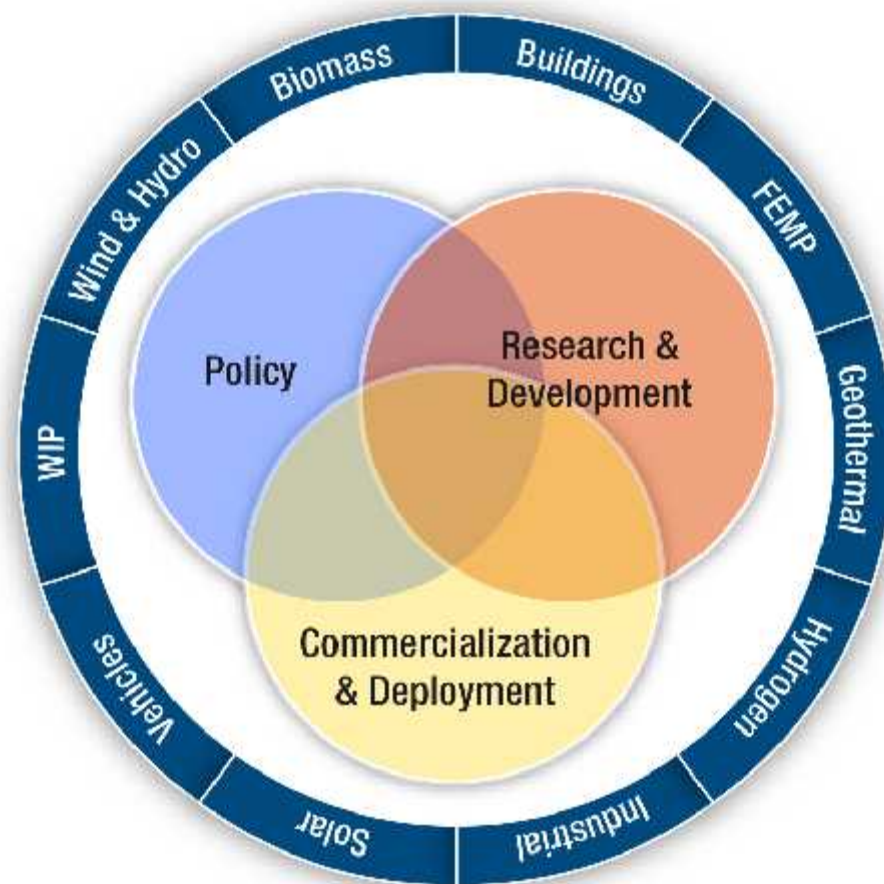 Biomass
Buildings
FEMP
Geothermal
Hydrogen
Industrial
Solar
Vehicles
WIP
Wind & Hydro
Policy
Research &
Development
Commercialization
& Deployment